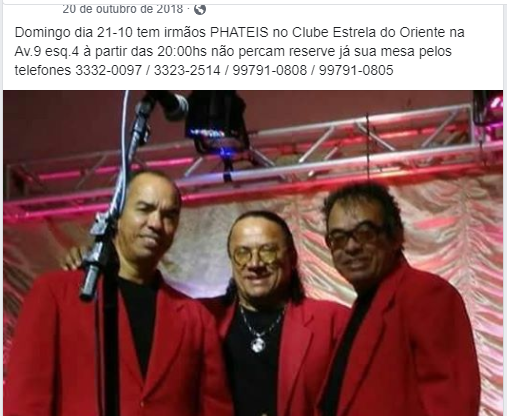 20 de outubro de 2018 ·
Domingo dia 21-10 tem irmãos PHATEIS no Clube Estrela do Oriente na
Av.9 esq.4 à partir das 20:00hs não percam reserve já sua mesa pelos
telefones 3332-0097 / 3323-2514 / 99791-0808 / 99791-0805